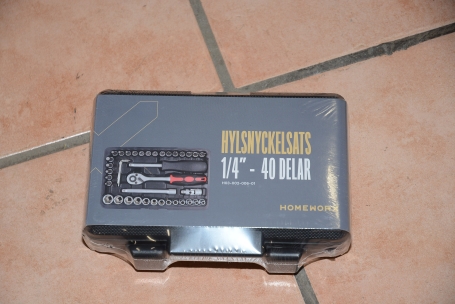 HYLSNYCKELSATS
1/4" - 40 DELAR
HOMEWORX